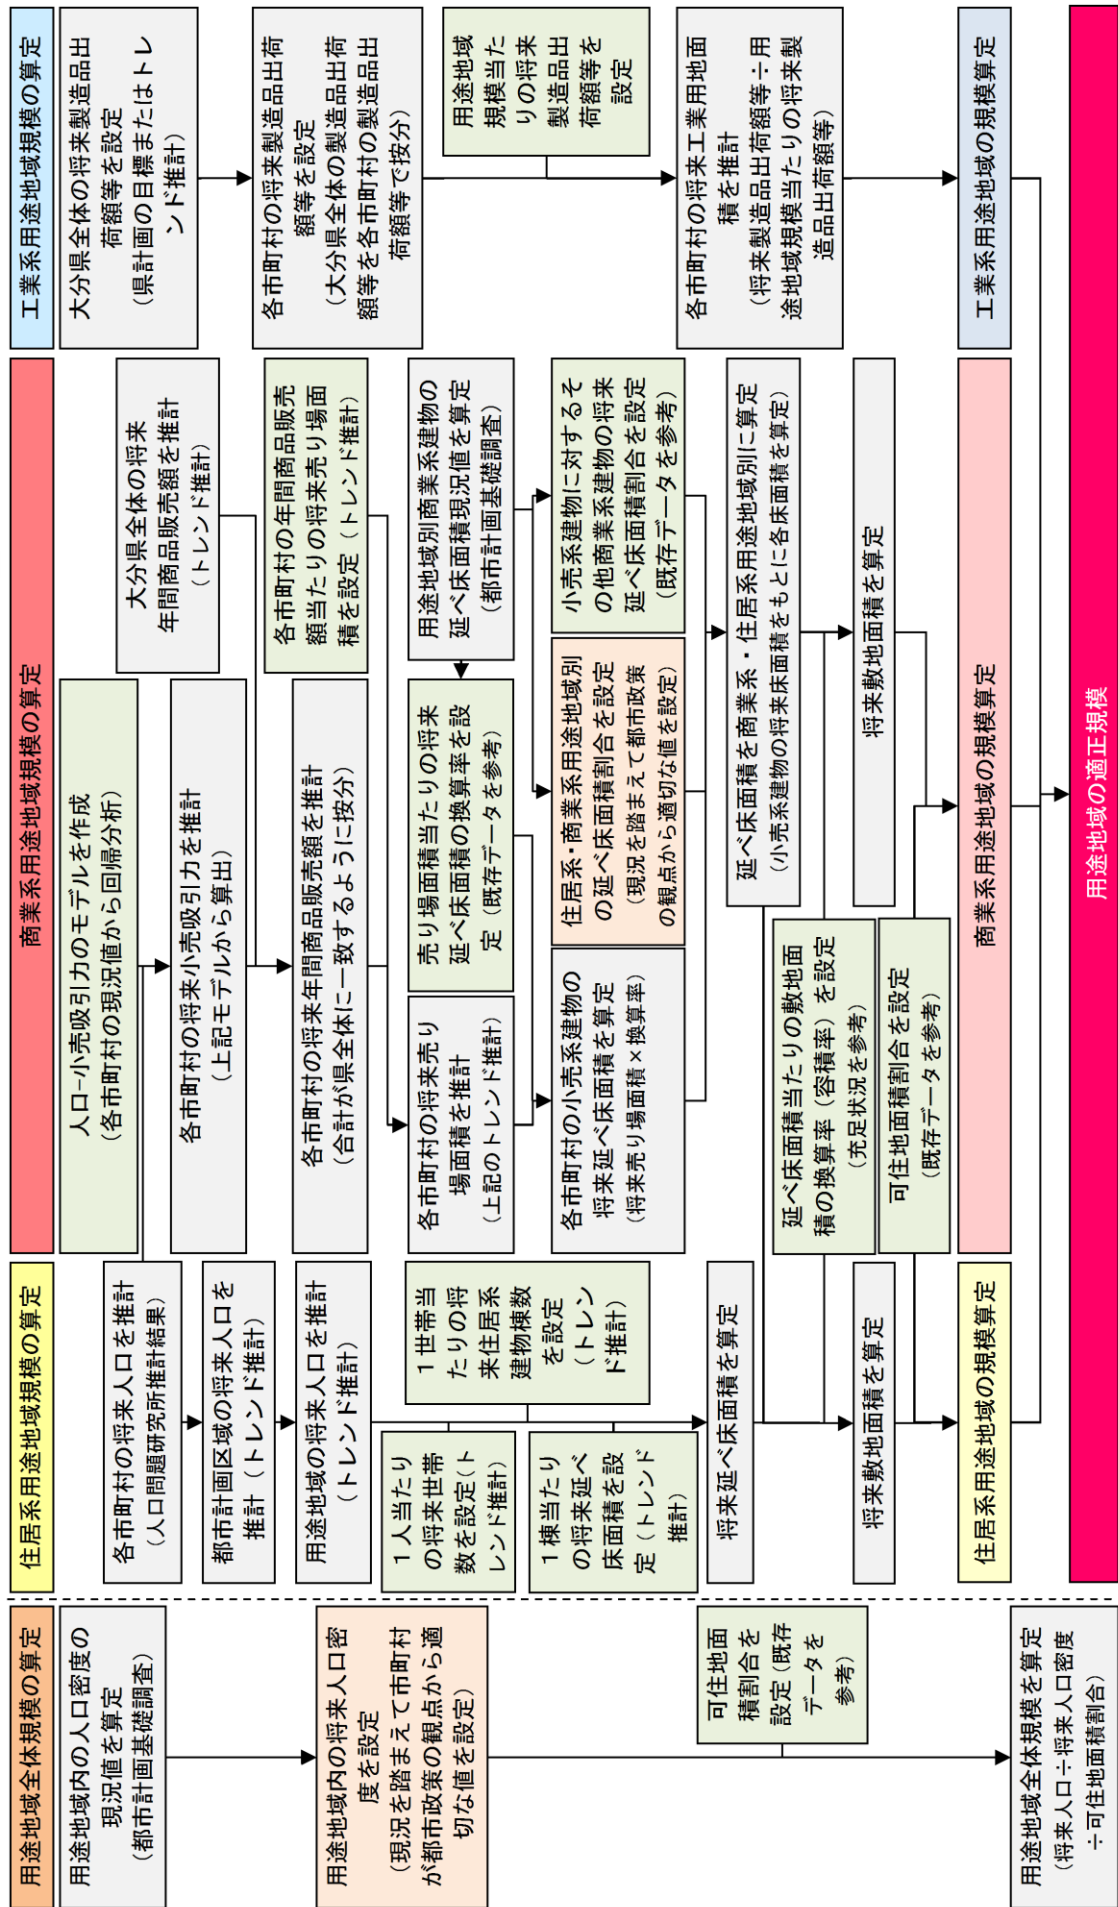 用途地域全体規模の算定
用途地域内の人口密度の
現況値を算定
（都市計画基礎調査）
用途地域内の将来人口密
度を設定
（現況を踏まえて市町村
が都市政策の観点から適
切な値を設定）
可住地面
積割合を
設定（既存
データを
参考）
用途地域全体規模を算定
（将来人口÷将来人口密度
÷可住地面積割合）
住居系用途地域規模の算定
各市町村の将来人口を推計
（人口問題研究所推計結果）
都市計画区域の将来人口を
推計（トレンド推計）
用途地域の将来人口を推計
（トレンド推計）
１人当たり
の将来世帯
数を設定（ト
レンド推計）
１世帯当
たりの将
来住居系
建物棟数
を設定
（トレン
ド推計）
１棟当たり
の将来延べ
床面積を設
定（トレンド
推計）
将来延べ床面積を算定
将来敷地面積を算定
住居系用途地域の規模算定
商業系用途地域規模の算定
人口−小売吸引力のモデルを作成
（各市町村の現況値から回帰分析）
大分県全体の将来
年間商品販売額を推計
（トレンド推計）
各市町村の将来小売吸引力を推計
（上記モデルから算出）
各市町村の将来年間商品販売額を推計
（合計が県全体に一致するように按分）
各市町村の年間商品販売
額当たりの将来売り場面
積を設定（トレンド推計）
各市町村の将来売り
場面積を推計
（上記のトレンド推計）
売り場面積当たりの将来
延べ床面積の換算率を設
定（既存データを参考）
用途地域別商業系建物の
延べ床面積現況値を算定
（都市計画基礎調査）
各市町村の小売系建物の
将来延べ床面積を算定
（将来売り場面積×換算率）
住居系・商業系用途地域別
の延べ床面積割合を設定
（現況を踏まえて都市政策
の観点から適切な値を設定）
小売系建物に対するそ
の他商業系建物の将来
延べ床面積割合を設定
（既存データを参考）
延べ床面積を商業系・住居系用途地域別に算定
（小売系建物の将来床面積をもとに各床面積を算定）
延べ床面積当たりの敷地面
積の換算率（容積率）を設定
（充足状況を参考）
将来敷地面積を算定
可住地面積割合を設定
（既存データを参考）
商業系用途地域の規模算定
工業系用途地域規模の算定
大分県全体の将来製造品出
荷額等を設定
（県計画の目標またはトレ
ンド推計）
各市町村の将来製造品出荷
額等を設定
（大分県全体の製造品出荷
額等を各市町村の製造品出
荷額等で按分）
用途地域
規模当た
りの将来
製造品出
荷額等を
設定
各市町村の将来工業用地面
積を推計
（将来製造品出荷額等÷用
途地域規模当たりの将来製
造品出荷額等）
工業系用途地域の規模算定
用途地域の適正規模